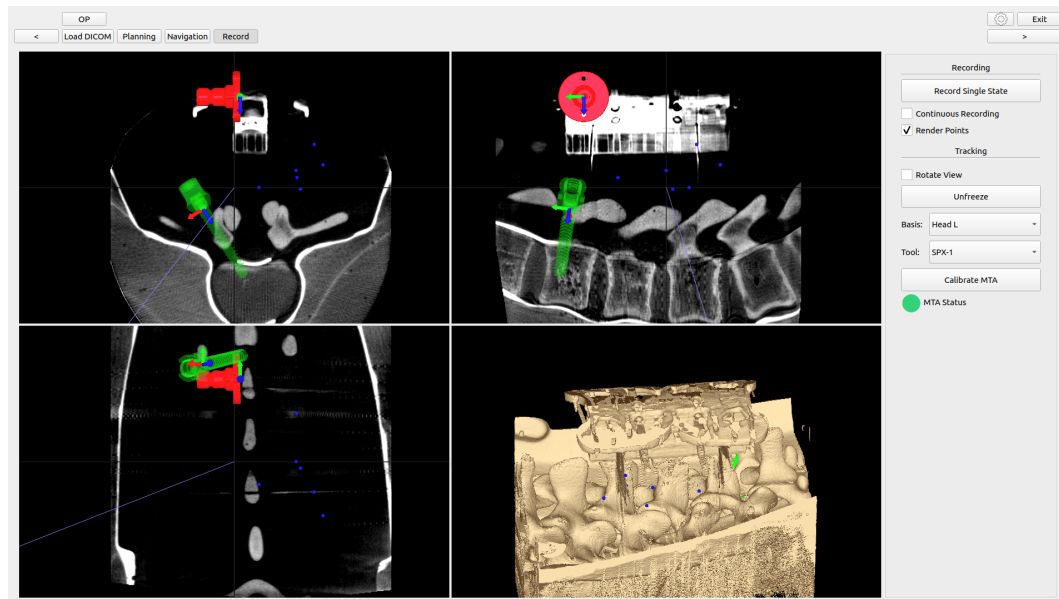 OP
Exit
< Load DICOM Planning Navigation Record >
Recording
Record Single State
Continuous Recording
Render Points
Tracking
Rotate View
Unfreeze
Basis: Head L
Tool: SPX-1
Calibrate MTA
MTA Status